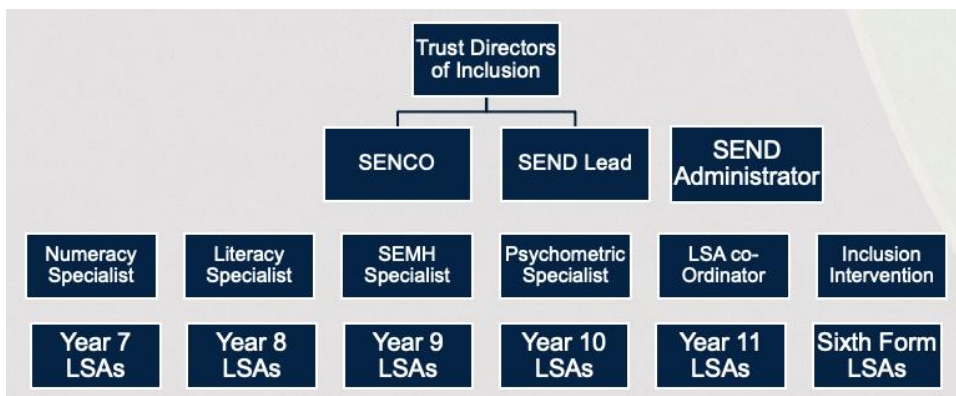 Trust Directors
of Inclusion
SENCO
SEND Lead
SEND
Administrator
Numeracy
Specialist
Literacy
Specialist
SEMH
Specialist
Psychometric
Specialist
LSA co-
Ordinator
Inclusion
Intervention
Year 7
LSAs
Year 8
LSAs
Year 9
LSAs
Year 10
LSAs
Year 11
LSAs
Sixth Form
LSAs